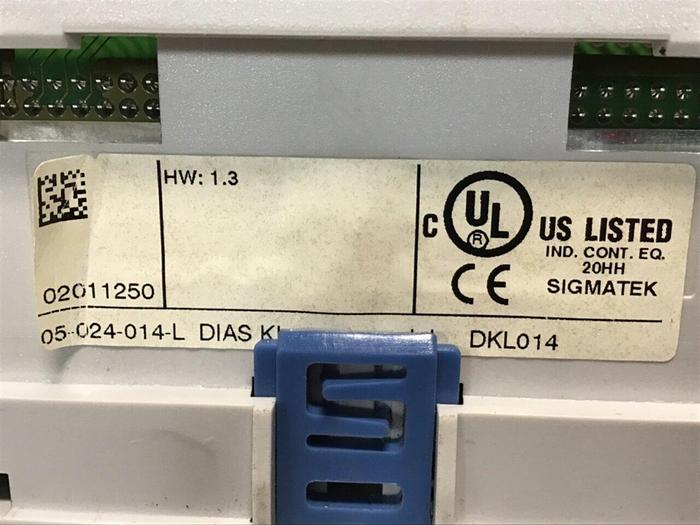 HW: 1.3
02011250
C UL US LISTED
®
IND. CONT. EQ.
20HH
CE SIGMATEK
05-024-014-L DIAS DKL014